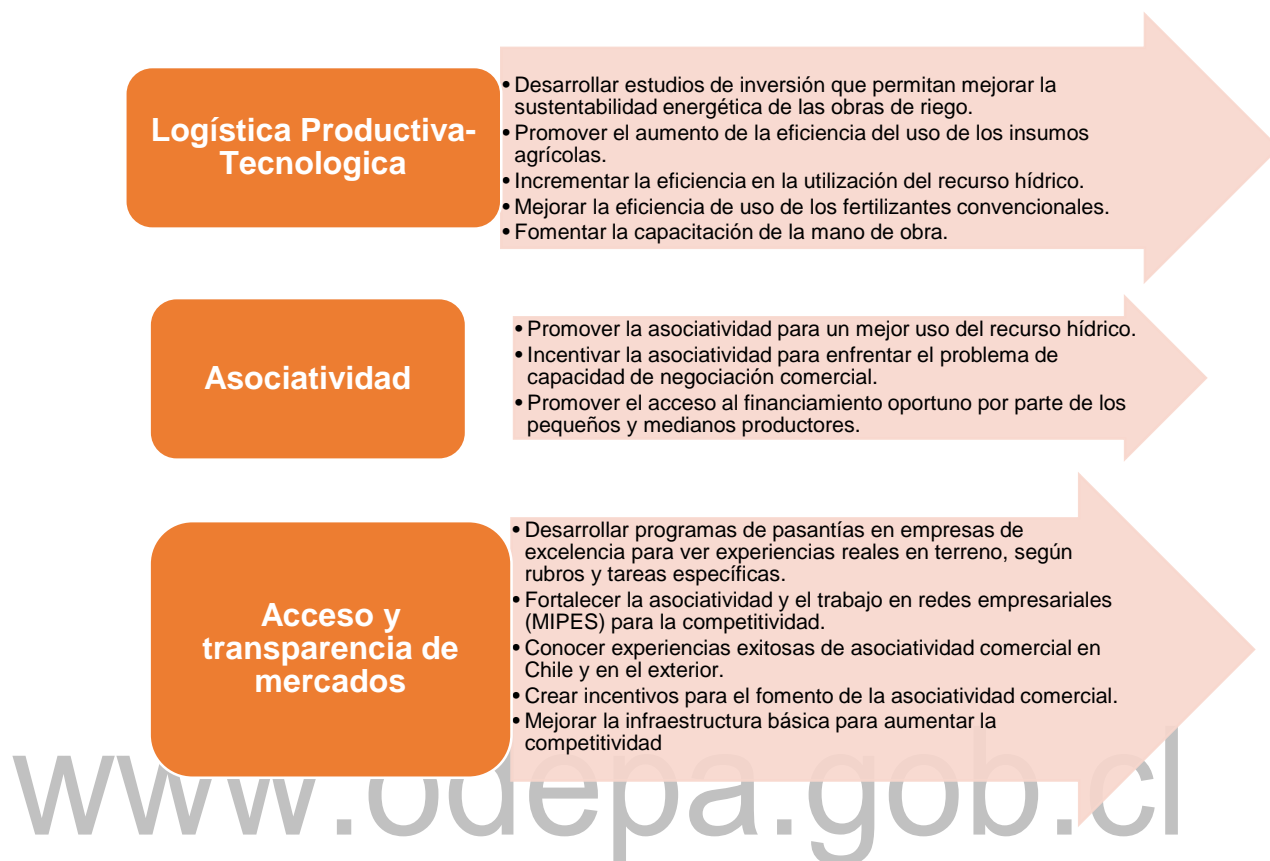 Logística Productiva-
Tecnologica
• Desarrollar estudios de inversión que permitan mejorar la
sustentabilidad energética de las obras de riego.
• Promover el aumento de la eficiencia del uso de los insumos
agrícolas.
• Incrementar la eficiencia en la utilización del recurso hídrico.
• Mejorar la eficiencia de uso de los fertilizantes convencionales.
• Fomentar la capacitación de la mano de obra.
Asociatividad
• Promover la asociatividad para un mejor uso del recurso hídrico.
• Incentivar la asociatividad para enfrentar el problema de
capacidad de negociación comercial.
• Promover el acceso al financiamiento oportuno por parte de los
pequeños y medianos productores.
Acceso y
transparencia de
mercados
• Desarrollar programas de pasantías en empresas de
excelencia para ver experiencias reales en terreno, según
rubros y tareas específicas.
• Fortalecer la asociatividad y el trabajo en redes empresariales
(MIPES) para la competitividad.
• Conocer experiencias exitosas de asociatividad comercial en
Chile y en el exterior.
• Crear incentivos para el fomento de la asociatividad comercial.
• Mejorar la infraestructura básica para aumentar la
competitividad
www.odepa.gob.cl